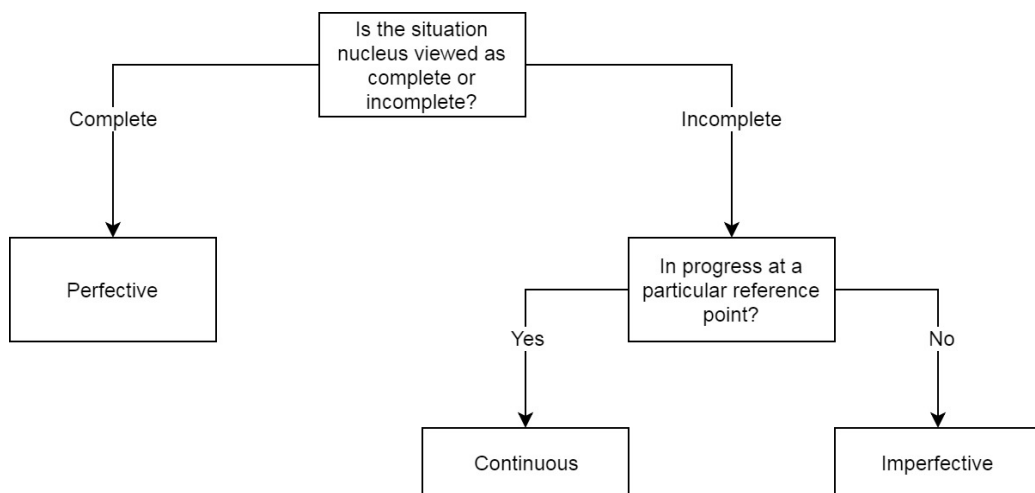 Is the situation
nucleus viewed as
complete or
incomplete?
Complete
Incomplete
Perfective
In progress at a
particular reference
point?
Yes
No
Continuous
Imperfective